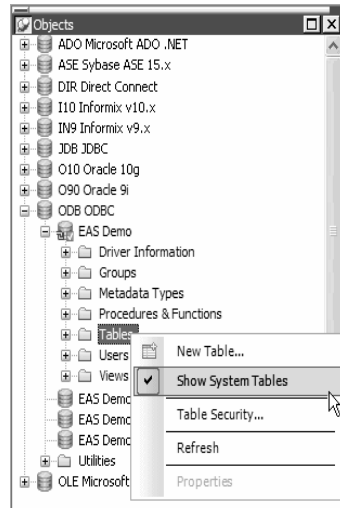 Objects
ADO Microsoft ADO .NET
ASE Sybase ASE 15.x
DIR Direct Connect
I10 Informix v10.x
IN9 Informix v9.x
JDB JDBC
O10 Oracle 10g
O90 Oracle 9i
ODB ODBC
EAS Demo
Driver Information
Groups
Metadata Types
Procedures & Functions
Tables
Users
Views
EAS Demo
EAS Demo
EAS Demo
Utilities
OLE Microsoft
New Table...
Show System Tables
Table Security...
Refresh
Properties